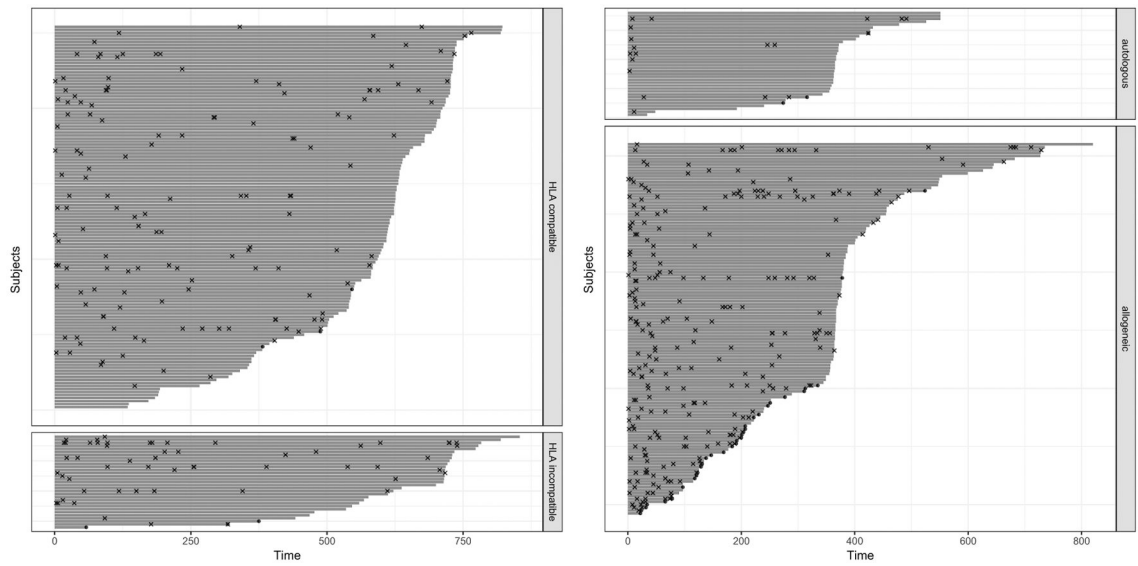 Subjects
HLA compatible
HLA incompatible
0
250
500
750
Time
Subjects
autologous
allogeneic
0
200
400
600
800
Time